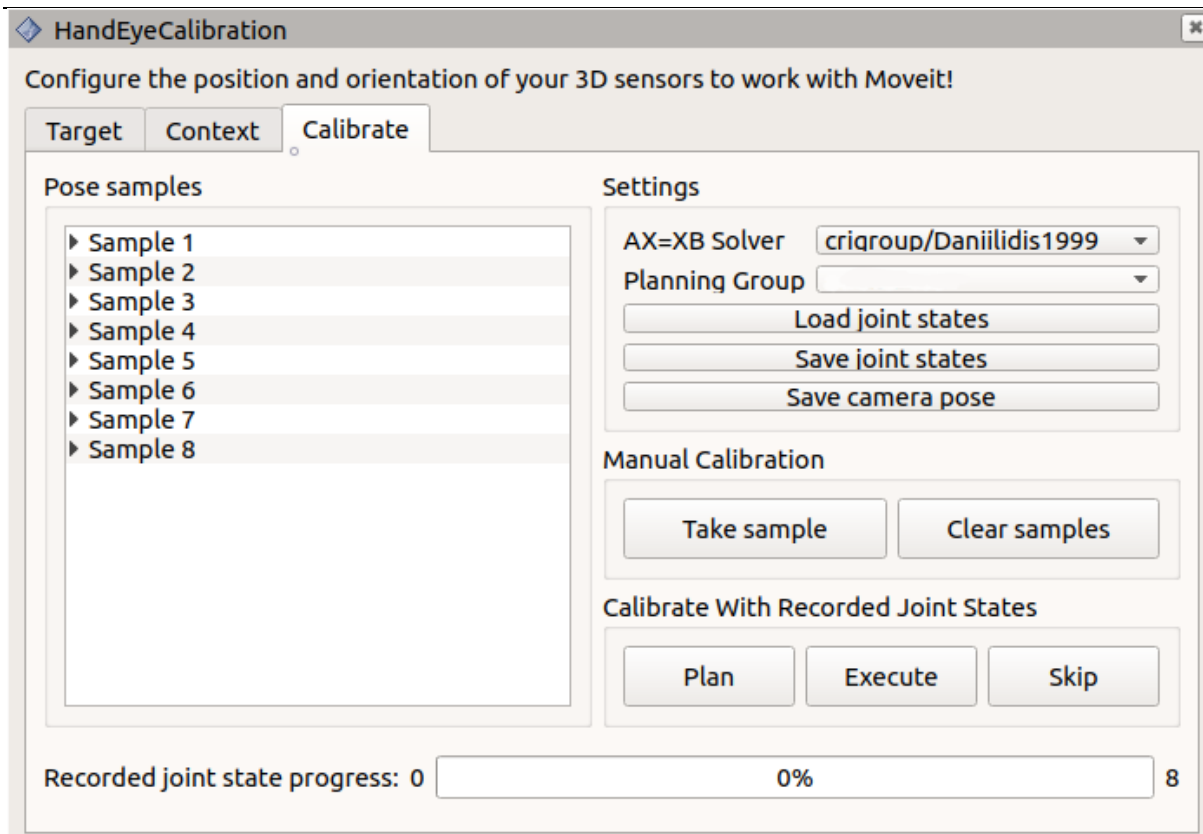 HandEyeCalibration
Configure the position and orientation of your 3D sensors to work with Moveit!
Target Context Calibrate
Pose samples
Sample 1
Sample 2
Sample 3
Sample 4
Sample 5
Sample 6
Sample 7
Sample 8
Settings
AX=XB Solver crigroup/Daniilidis1999
Planning Group
Load joint states
Save joint states
Save camera pose
Manual Calibration
Take sample Clear samples
Calibrate With Recorded Joint States
Plan Execute Skip
Recorded joint state progress: 0 0% 8